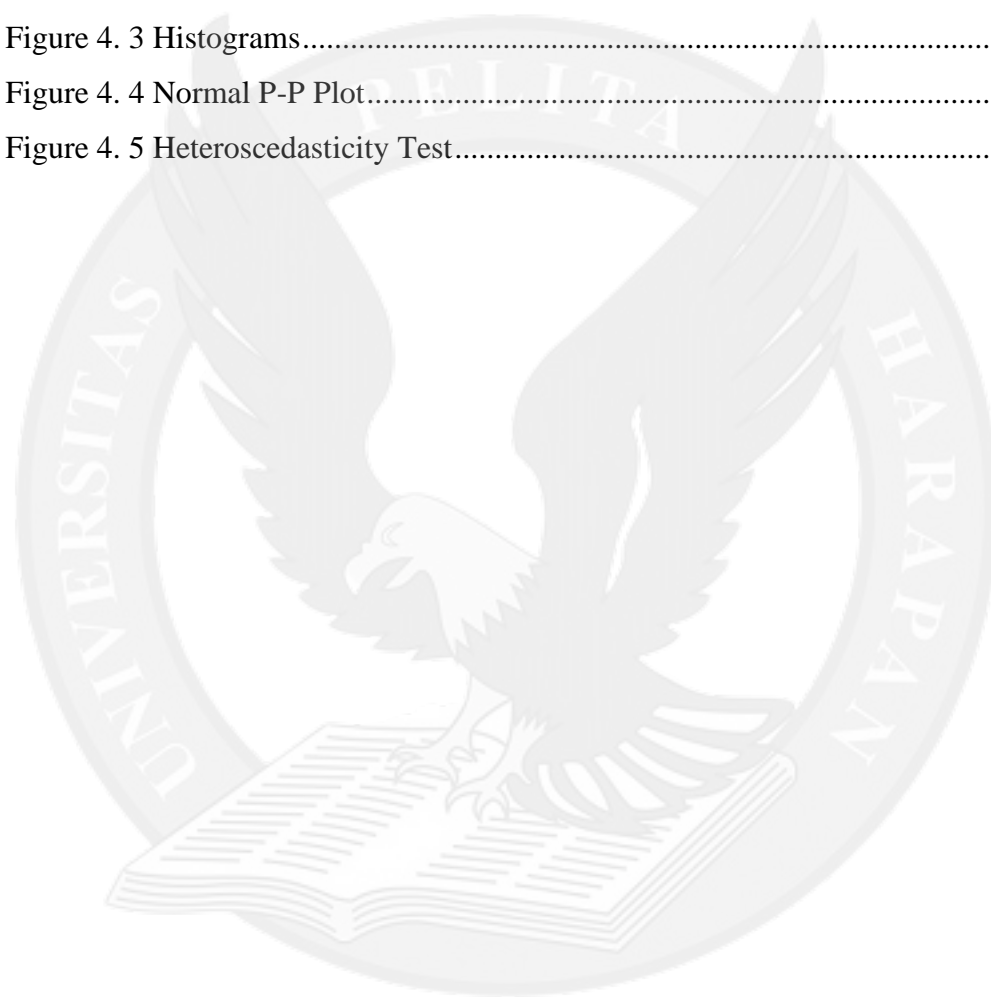 Figure 4. 3 Histograms................................................................................................
Figure 4. 4 Normal P-P Plot........................................................................................
Figure 4. 5 Heteroscedasticity Test.............................................................................
UNIVERSITAS PELITA HARAPAN